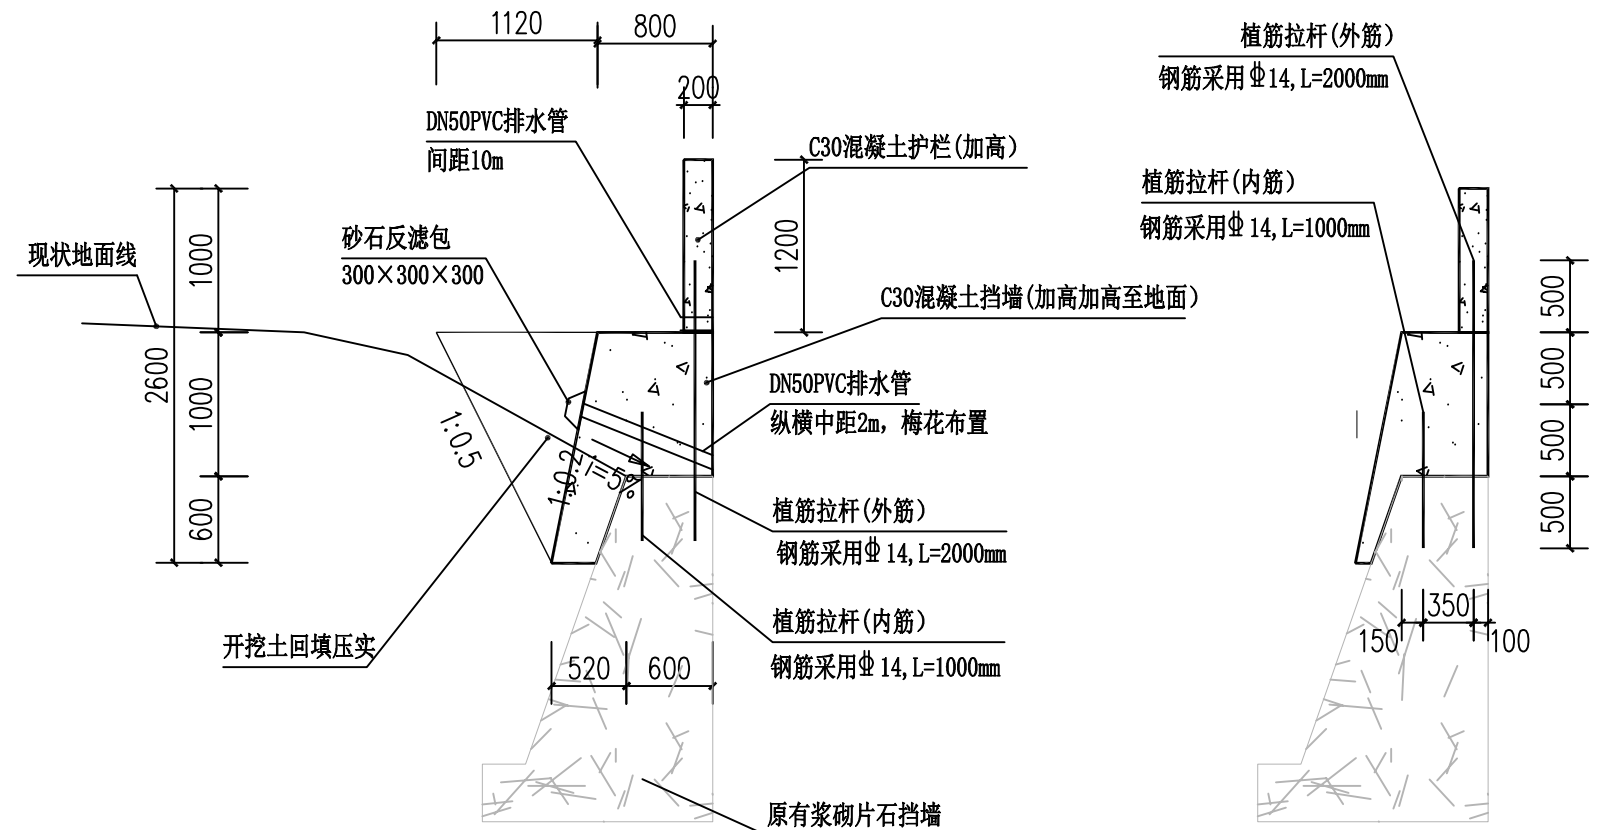 1120
800
200
DN50PVC排水管
间距10m
C30混凝土护栏(加高)
砂石反滤包
300×300×300
现状地面线
1000
1000
600
2600
1200
C30混凝土挡墙(加高加高至地面)
DN50PVC排水管
纵横中距2m，梅花布置
1:0.5
1:0.2
i=5%
植筋拉杆(外筋)
钢筋采用Φ14,L=2000mm
植筋拉杆(内筋)
钢筋采用Φ14,L=1000mm
开挖土回填压实
520
600
原有浆砌片石挡墙
植筋拉杆(外筋)
钢筋采用Φ14,L=2000mm
植筋拉杆(内筋)
钢筋采用Φ14,L=1000mm
500
500
500
500
150
350
100